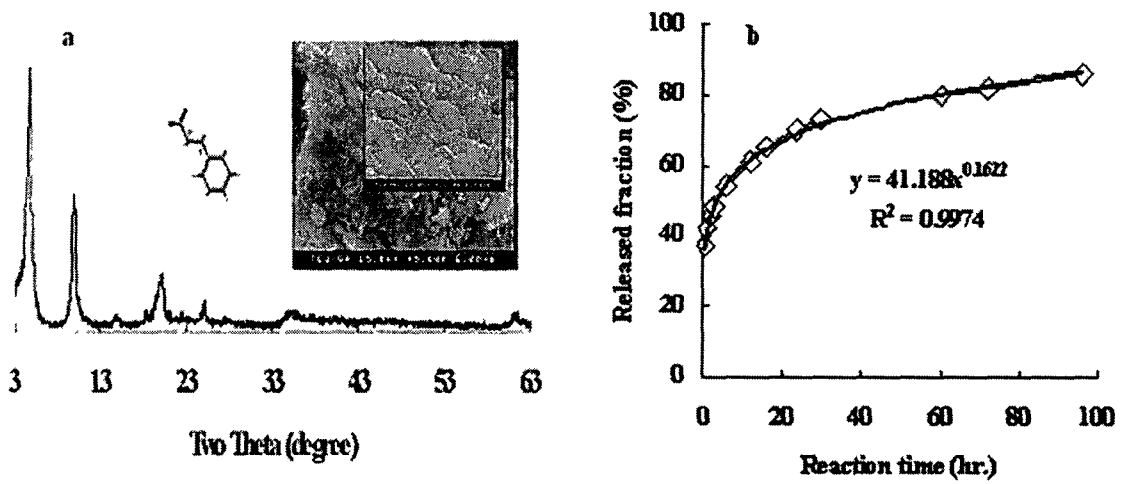 a
3 13 23 33 43 53 63
Two Theta (degree)
b
100
80
60
40
20
0
0 20 40 60 80 100
Released fraction (%)
Reaction time (hr.)
y = 41.188x^0.1622
R² = 0.9974